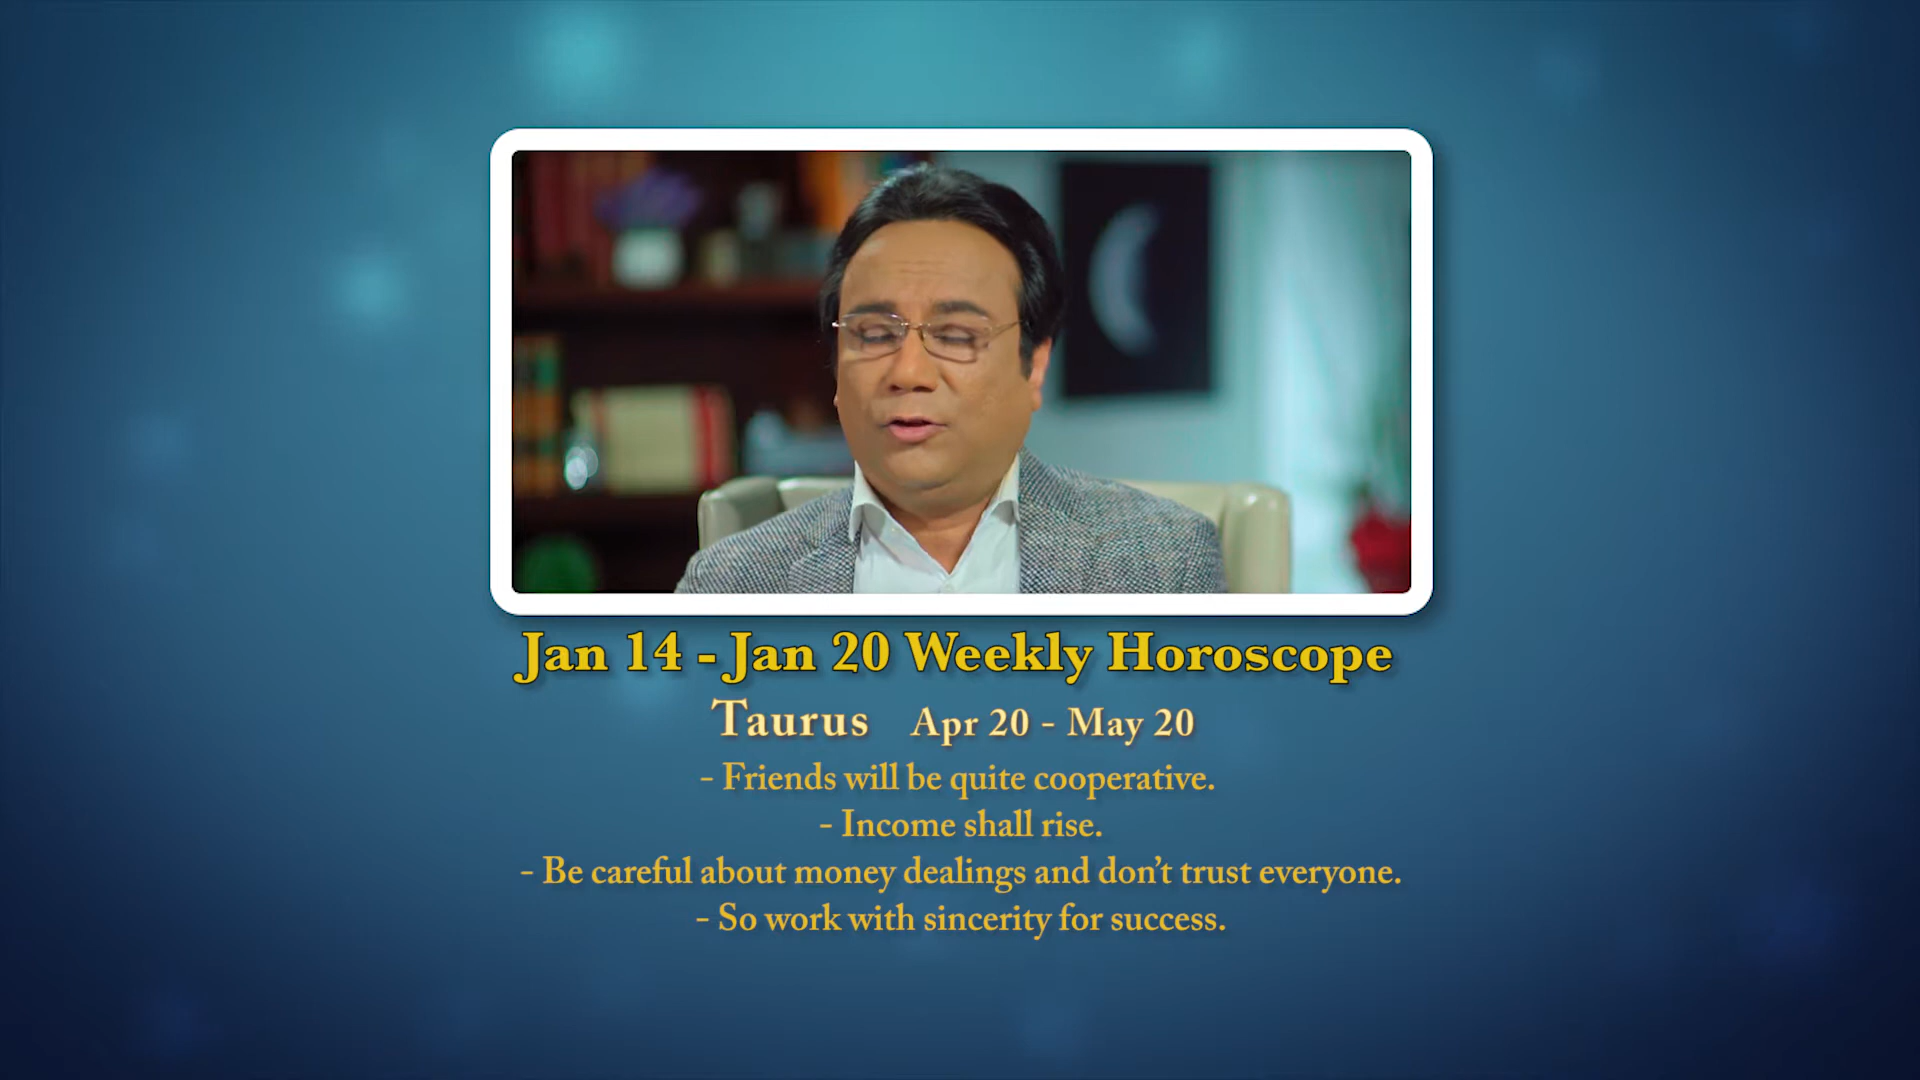 Jan 14 - Jan 20 Weekly Horoscope
Taurus Apr 20 - May 20
- Friends will be quite cooperative.
- Income shall rise.
- Be careful about money dealings and don’t trust everyone.
- So work with sincerity for success.